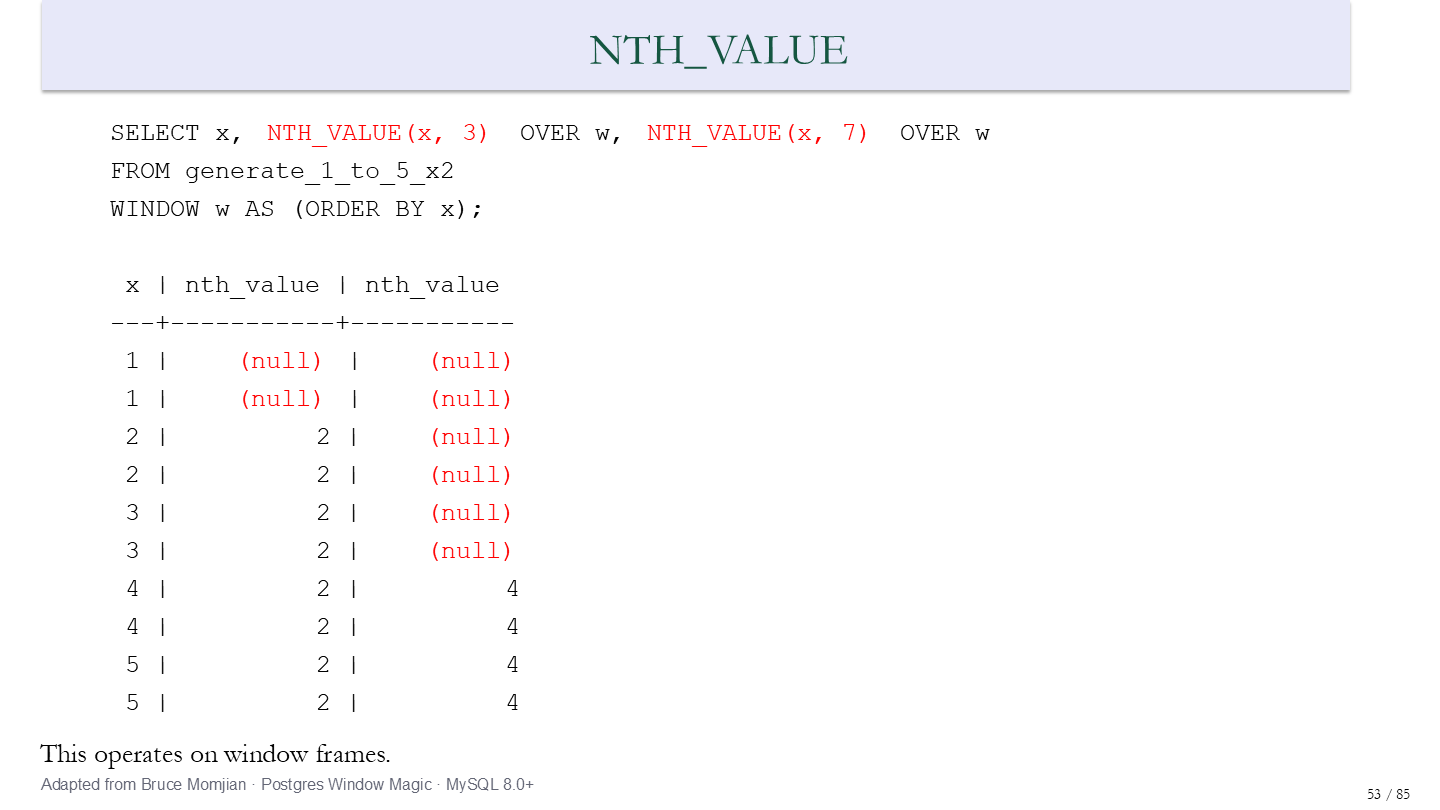 NTH_VALUE
SELECT x, NTH_VALUE(x, 3) OVER w, NTH_VALUE(x, 7) OVER w
FROM generate_1_to_5_x2
WINDOW w AS (ORDER BY x);
x | nth_value | nth_value
---+-----------+-----------
1 | (null) | (null)
1 | (null) | (null)
2 | 2 | (null)
2 | 2 | (null)
3 | 2 | (null)
3 | 2 | (null)
4 | 2 | 4
4 | 2 | 4
5 | 2 | 4
5 | 2 | 4
This operates on window frames.
Adapted from Bruce Momjian · Postgres Window Magic · MySQL 8.0+
53 / 85